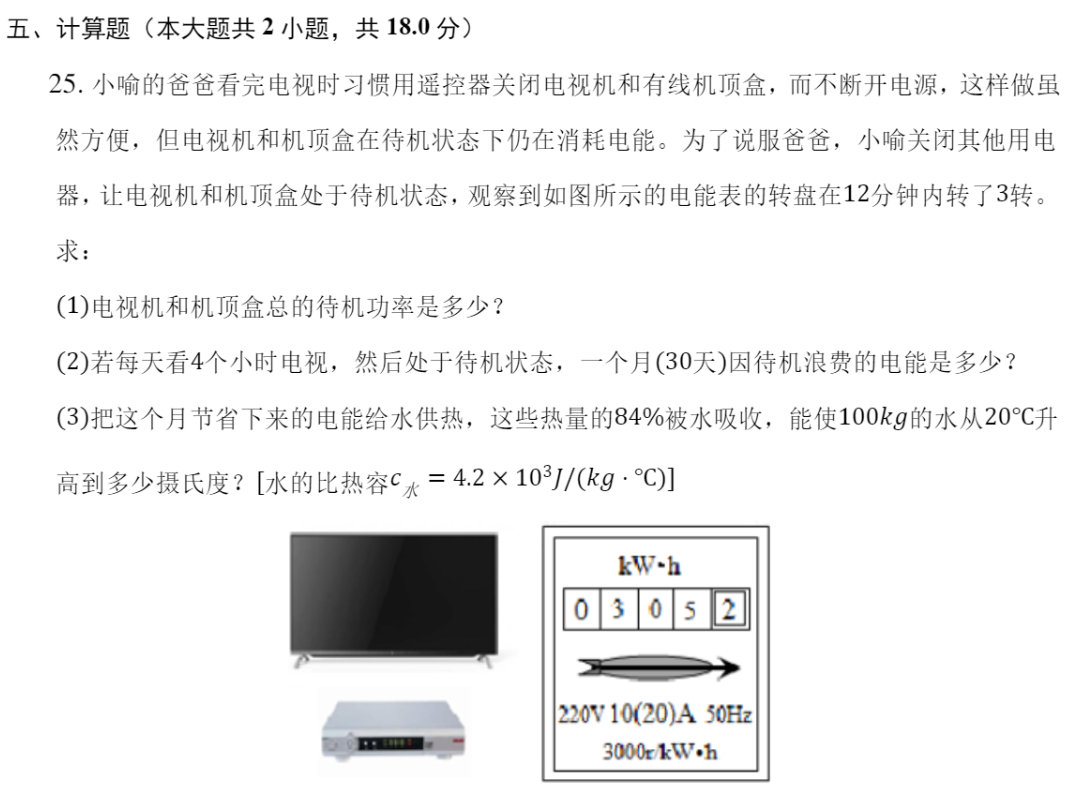 五、计算题（本大题共 2 小题，共 18.0 分）
25. 小喻的爸爸看完电视时习惯用遥控器关闭电视机和有线机顶盒，而不断开电源，这样做虽
然方便，但电视机和机顶盒在待机状态下仍在消耗电能。为了说服爸爸，小喻关闭其他用电
器，让电视机和机顶盒处于待机状态，观察到如图所示的电能表的转盘在12分钟内转了3转。
求：
(1)电视机和机顶盒总的待机功率是多少？
(2)若每天看4个小时电视，然后处于待机状态，一个月(30天)因待机浪费的电能是多少？
(3)把这个月节省下来的电能给水供热，这些热量的84%被水吸收，能使100kg的水从20℃升
高到多少摄氏度？[水的比热容c水 = 4.2 × 10³J/(kg · ℃)]
kW•h
0 3 0 5 2
220V 10(20)A 50Hz
3000r/kW•h